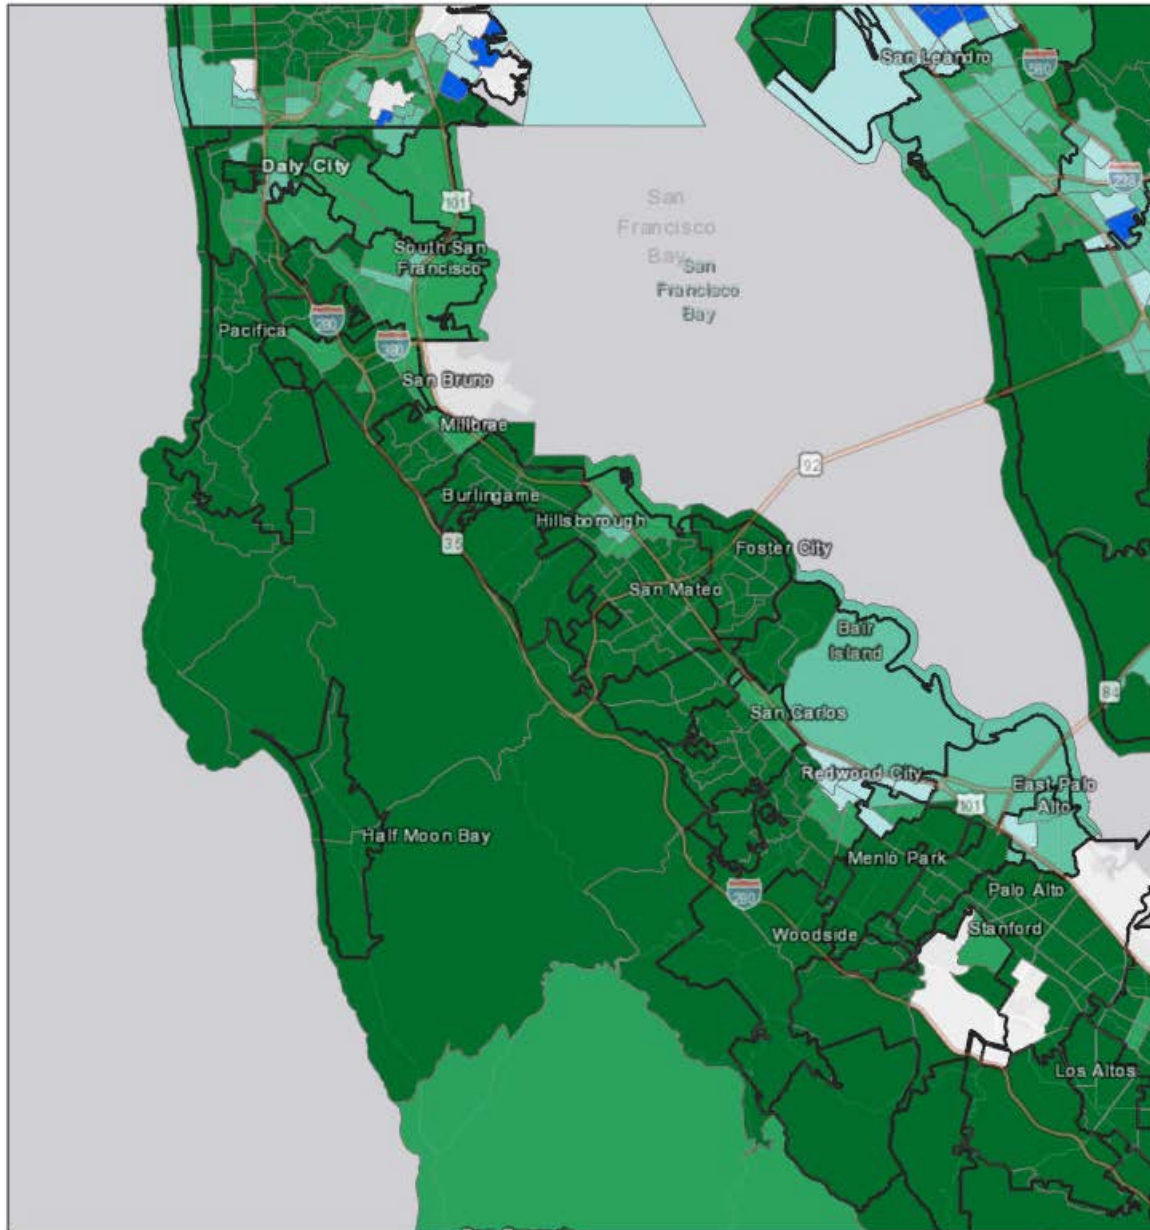 San Leandro
580
Daly City
238
101
San
Francisco
Bay
South San
Francisco
San
Francisco
Bay
280
Pacifica
380
San Bruno
Millbrae
92
Burlingame
Hillsborough
35
Foster City
San Mateo
Bair
Island
84
San Carlos
Redwood City
East Palo
Alto
101
Half Moon Bay
Menlo Park
280
Palo Alto
Stanford
Woodside
Los Altos